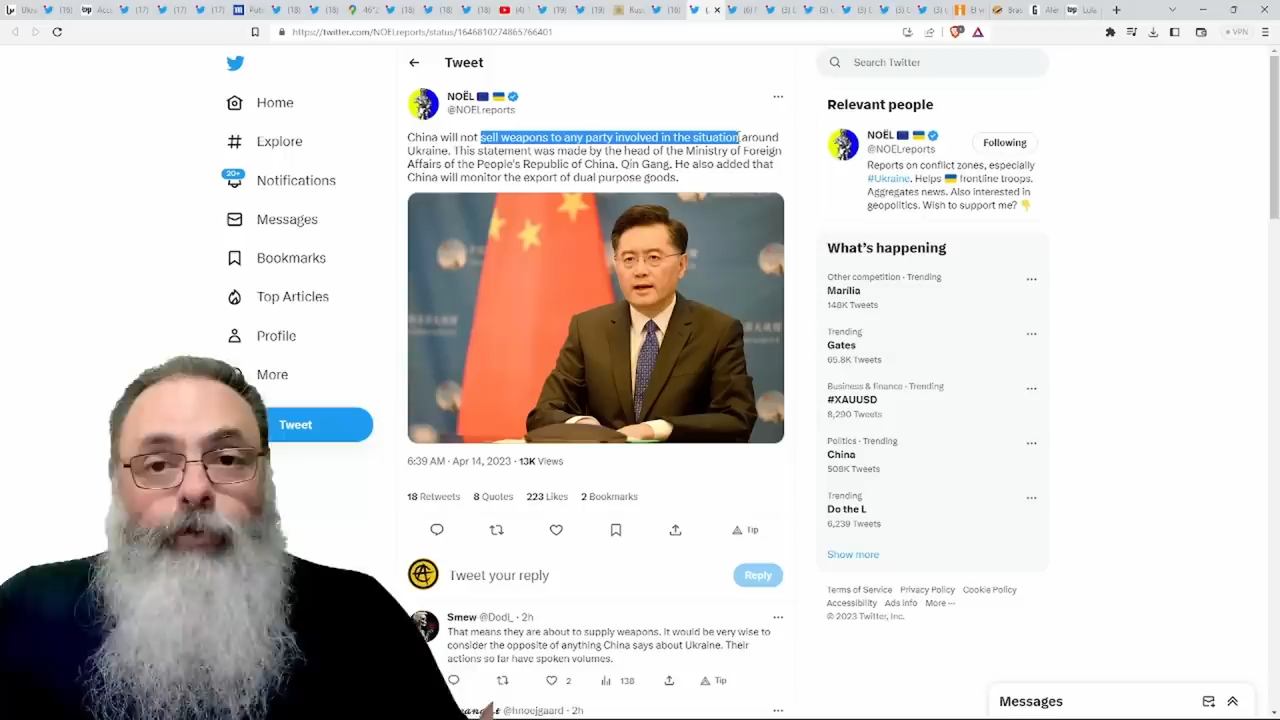 https://twitter.com/NOELreports/status/1646810274865766401
VPN
Home
Explore
20+
Notifications
Messages
Bookmarks
Top Articles
Profile
More
Tweet
Tweet
NOËL
@NOELreports
China will not sell weapons to any party involved in the situation around
Ukraine. This statement was made by the head of the Ministry of Foreign
Affairs of the People's Republic of China, Qin Gang. He also added that
China will monitor the export of dual purpose goods.
6:39 AM · Apr 14, 2023 · 13K Views
18 Retweets 8 Quotes 223 Likes 2 Bookmarks
Tip
Tweet your reply
Reply
Smew @Dodl_ · 2h
That means they are about to supply weapons. It would be very wise to
consider the opposite of anything China says about Ukraine. Their
actions so far have spoken volumes.
2 138 Tip
@hnoejgaard · 2h
Search Twitter
Relevant people
NOËL
@NOELreports
Following
Reports on conflict zones, especially
#Ukraine. Helps frontline troops.
Aggregates news. Also interested in
geopolitics. Wish to support me?
What's happening
Other competition · Trending
Marília
148K Tweets
Trending
Gates
65.8K Tweets
Business & finance · Trending
#XAUUSD
8,290 Tweets
Politics · Trending
China
508K Tweets
Trending
Do the L
6,239 Tweets
Show more
Terms of Service Privacy Policy Cookie Policy
Accessibility Ads info More ···
© 2023 Twitter, Inc.
Messages